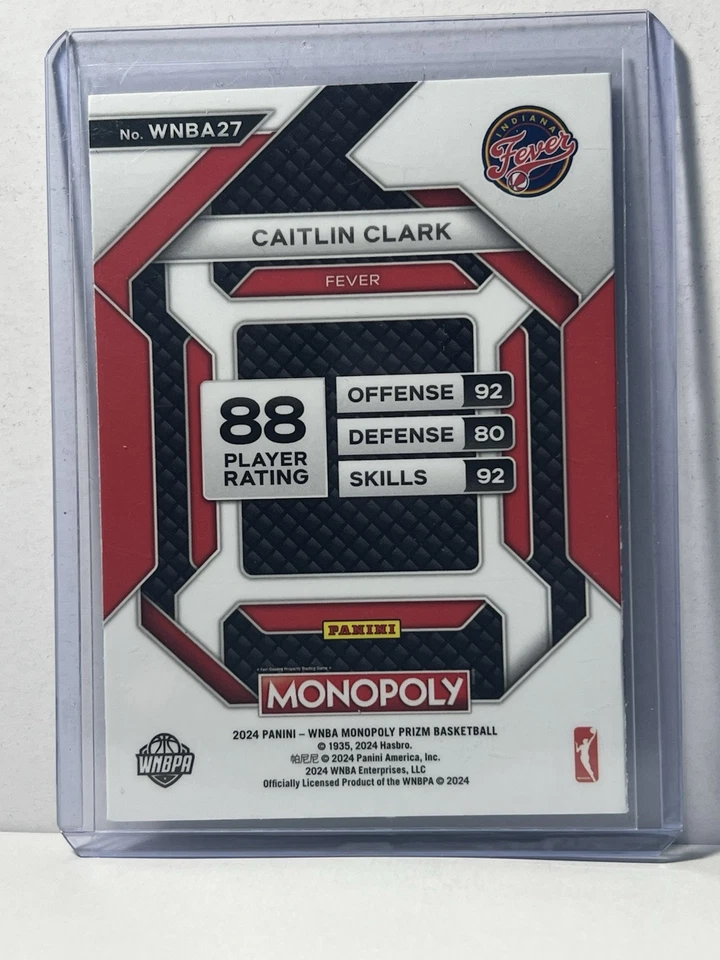 No. WNBA27
INDIANA
Fever
CAITLIN CLARK
FEVER
88
PLAYER
RATING
OFFENSE 92
DEFENSE 80
SKILLS 92
PANINI
MONOPOLY
2024 PANINI – WNBA MONOPOLY PRIZM BASKETBALL
© 1935, 2024 Hasbro.
帕尼尼 © 2024 Panini America, Inc.
2024 WNBA Enterprises, LLC
Officially Licensed Product of the WNBPA © 2024
WNBPA